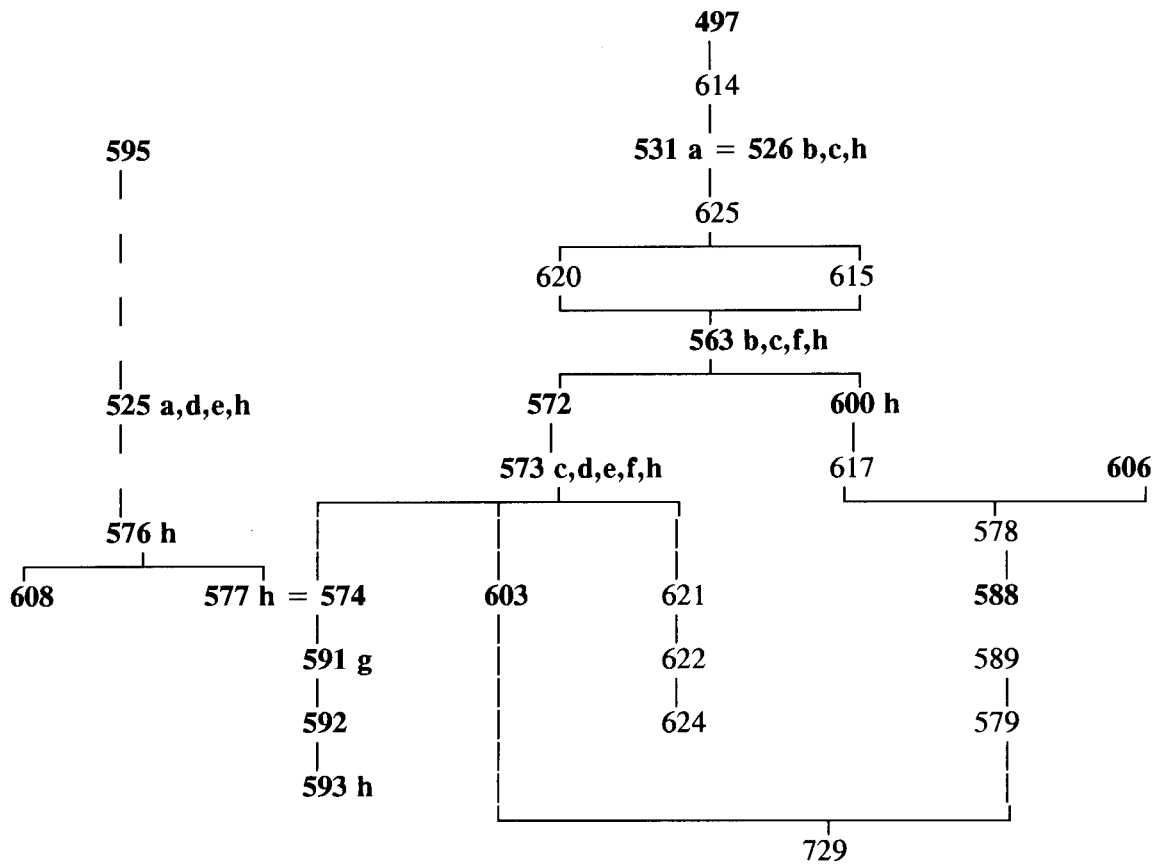 497
614
595
531 a = 526 b,c,h
625
620 615
563 b,c,f,h
525 a,d,e,h 572 600 h
573 c,d,e,f,h 617 606
576 h 578
608 577 h = 574 603 621 588
591 g 622 589
592 624 579
593 h
729